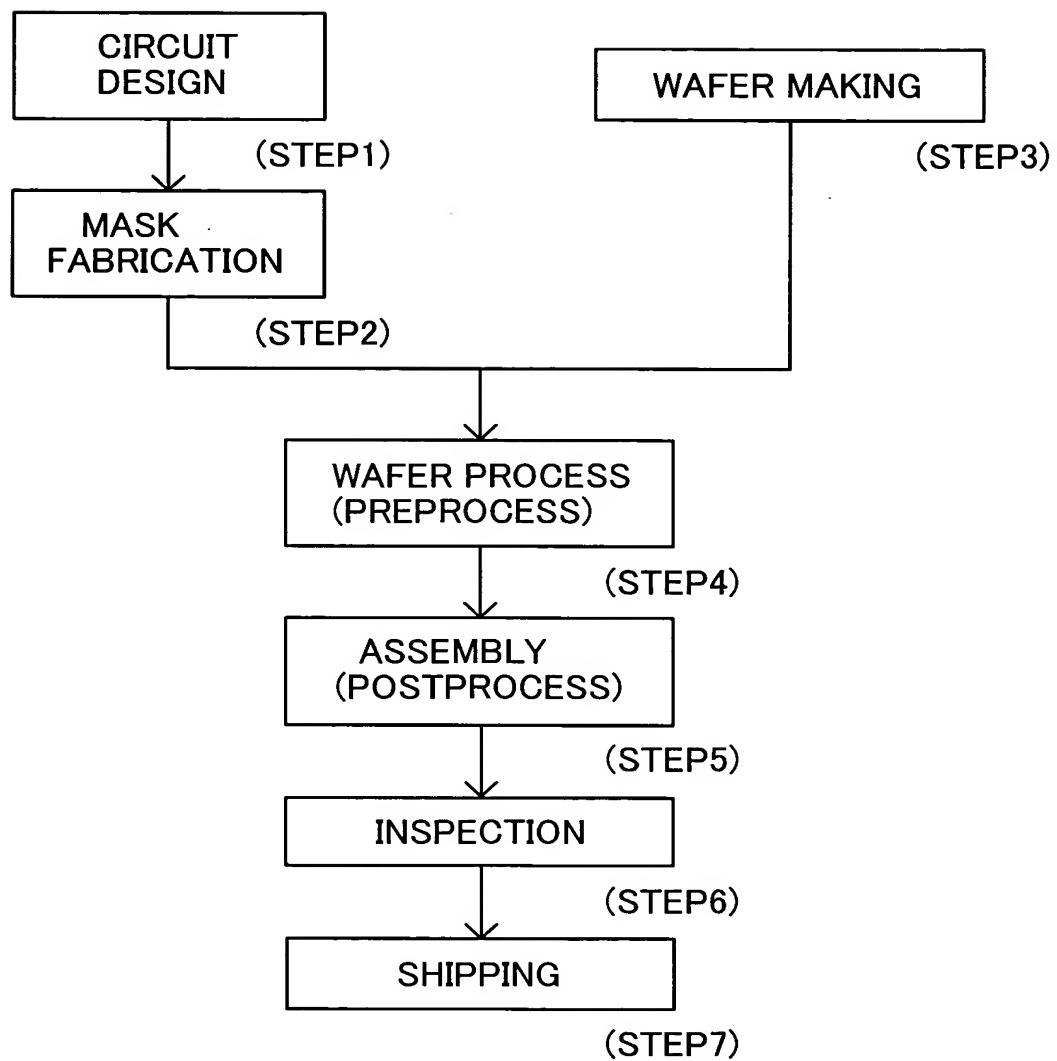 CIRCUIT
DESIGN
(STEP1)
MASK
FABRICATION
(STEP2)
WAFER MAKING
(STEP3)
WAFER PROCESS
(PREPROCESS)
(STEP4)
ASSEMBLY
(POSTPROCESS)
(STEP5)
INSPECTION
(STEP6)
SHIPPING
(STEP7)